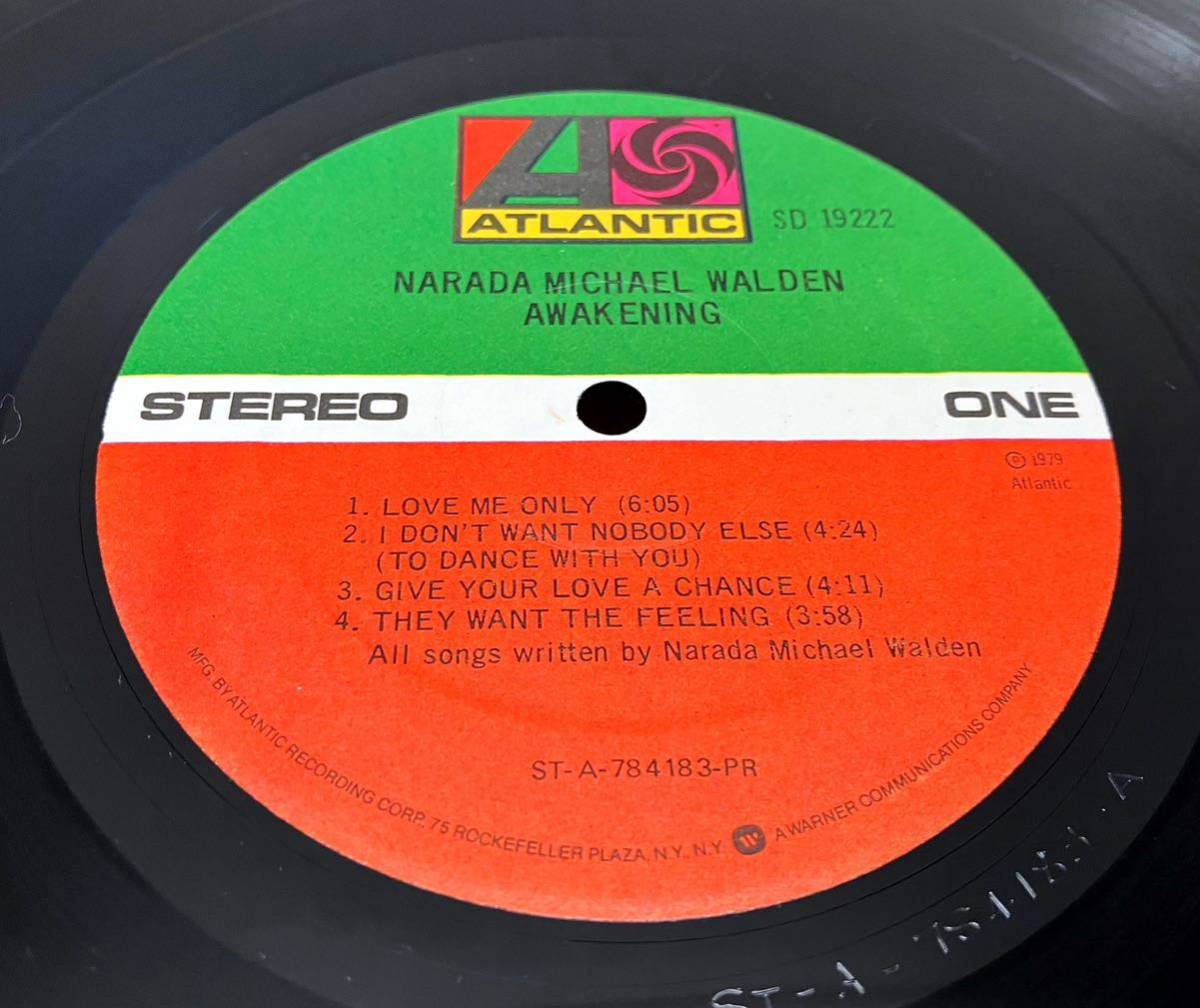 A
ATLANTIC
SD 19222
NARADA MICHAEL WALDEN
AWAKENING
STEREO
ONE
℗ 1979
Atlantic
1. LOVE ME ONLY (6:05)
2. I DON'T WANT NOBODY ELSE (4:24)
(TO DANCE WITH YOU)
3. GIVE YOUR LOVE A CHANCE (4:11)
4. THEY WANT THE FEELING (3:58)
All songs written by Narada Michael Walden
ST-A-784183-PR
MFG. BY ATLANTIC RECORDING CORP. 75 ROCKEFELLER PLAZA, N.Y., N.Y. A WARNER COMMUNICATIONS COMPANY
ST-A-784183-A